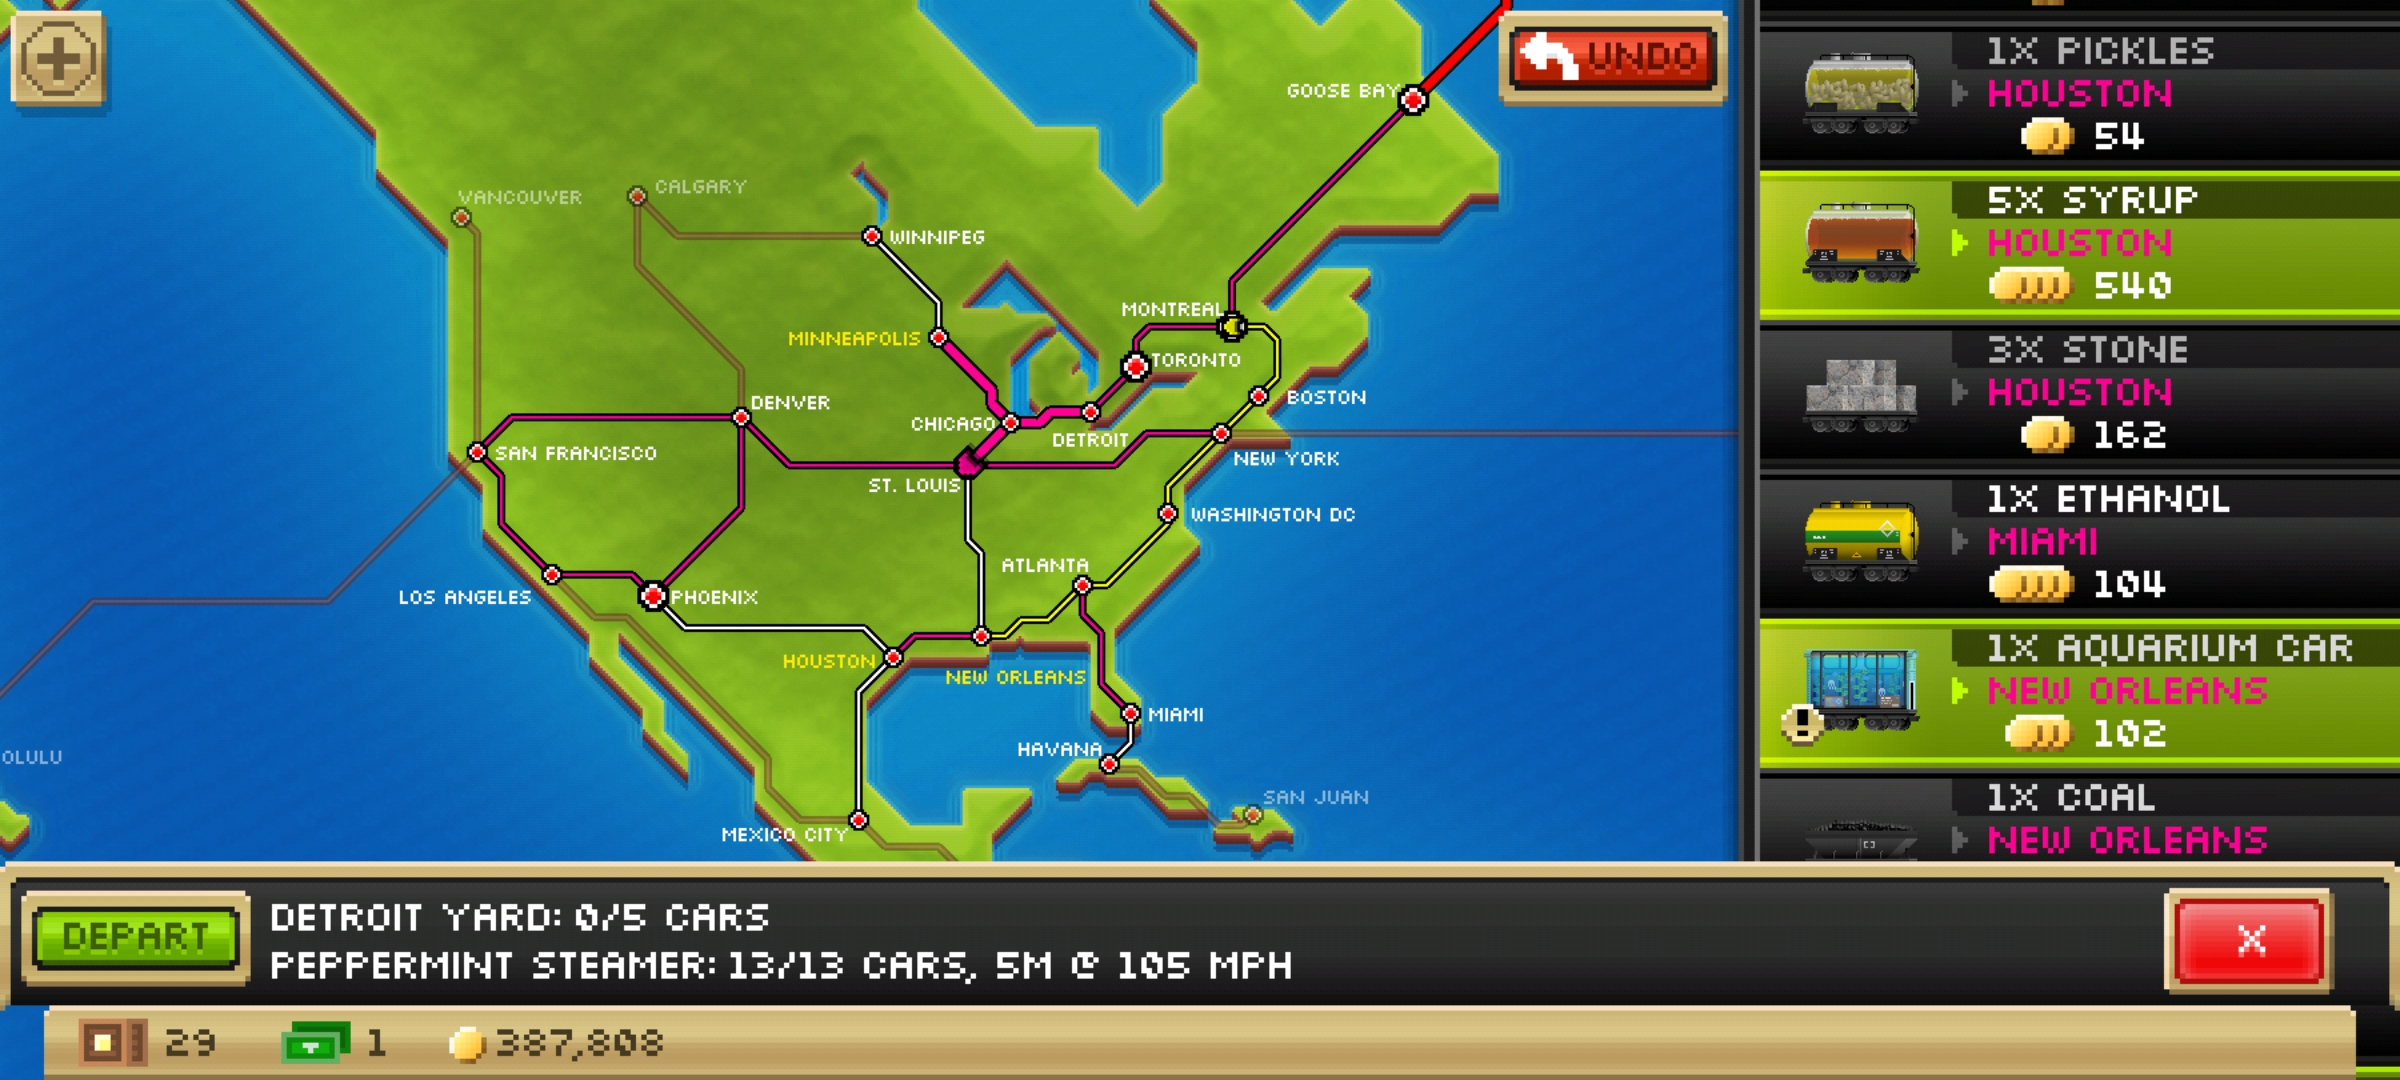 UNDO
GOOSE BAY
VANCOUVER
CALGARY
WINNIPEG
MONTREAL
MINNEAPOLIS
TORONTO
BOSTON
DENVER
CHICAGO
DETROIT
SAN FRANCISCO
NEW YORK
ST. LOUIS
WASHINGTON DC
ATLANTA
LOS ANGELES
PHOENIX
HOUSTON
NEW ORLEANS
MIAMI
HAVANA
OLULU
SAN JUAN
MEXICO CITY
1X PICKLES
HOUSTON
54
5X SYRUP
HOUSTON
540
3X STONE
HOUSTON
162
1X ETHANOL
MIAMI
104
1X AQUARIUM CAR
NEW ORLEANS
102
1X COAL
NEW ORLEANS
DEPART
DETROIT YARD: 0/5 CARS
PEPPERMINT STEAMER: 13/13 CARS, 5M @ 105 MPH
X
29
1
387,808